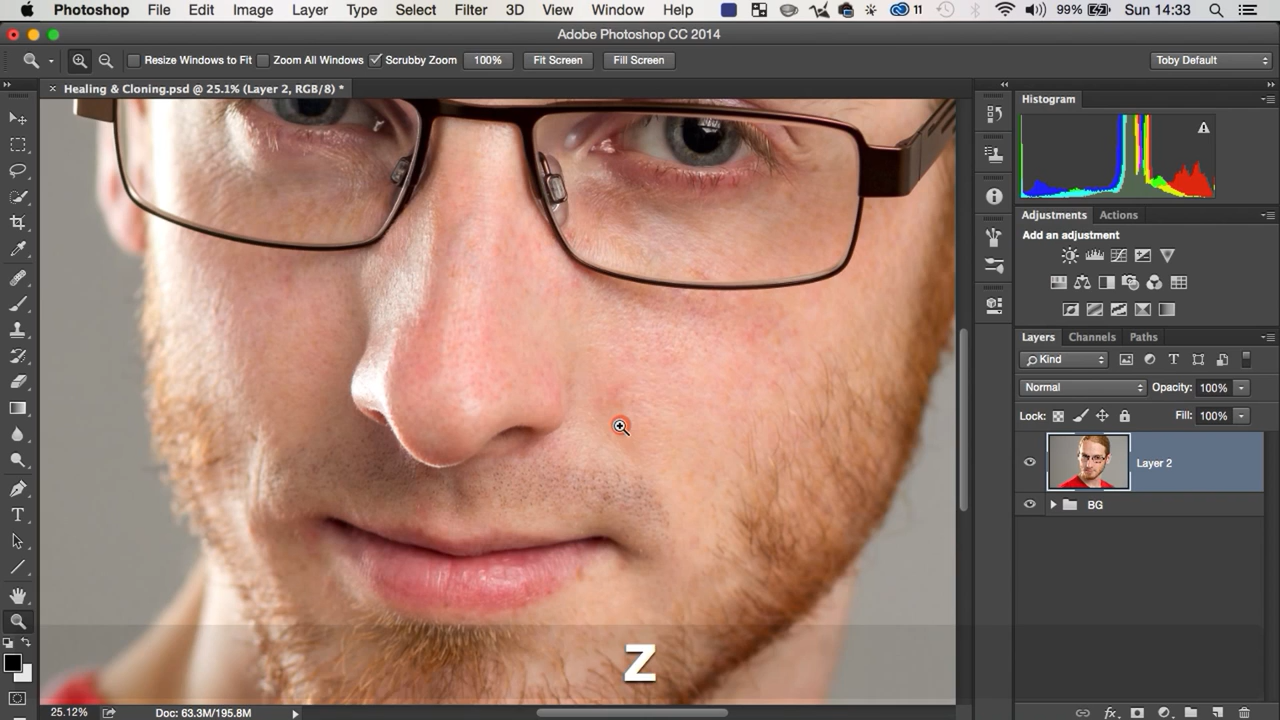 Photoshop File Edit Image Layer Type Select Filter 3D View Window Help 11 99% Sun 14:33
Adobe Photoshop CC 2014
Resize Windows to Fit Zoom All Windows Scrubby Zoom 100% Fit Screen Fill Screen Toby Default
× Healing & Cloning.psd @ 25.1% (Layer 2, RGB/8) *
Histogram
Adjustments Actions
Add an adjustment
Layers Channels Paths
Kind T
Normal Opacity: 100%
Lock: Fill: 100%
Layer 2
BG
T
Z
25.12% Doc: 63.3M/195.8M
fx